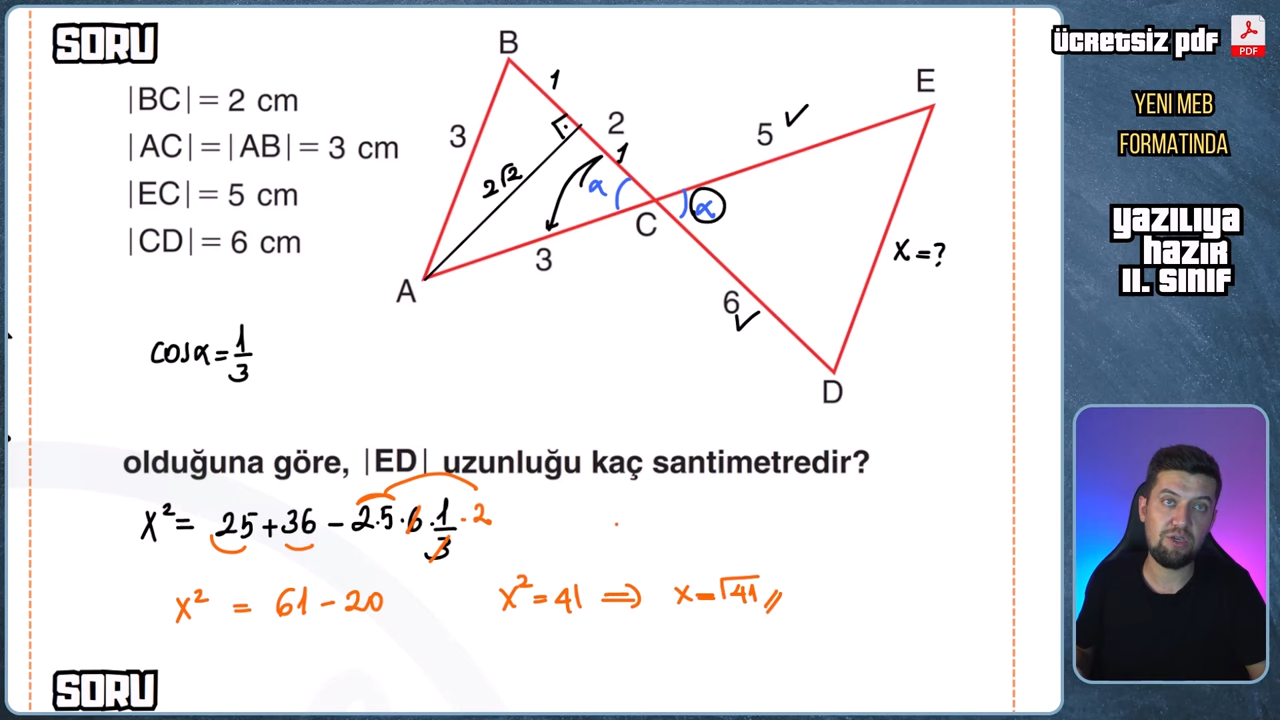 SORU
ücretsiz pdf
PDF
YENI MEB
FORMATINDA
yazılıya
hazır
11. sınıf
|BC| = 2 cm
|AC| = |AB| = 3 cm
|EC| = 5 cm
|CD| = 6 cm
B
1
3
2
1
2√2
α
α
C
A
3
5
E
6
D
x = ?
cosα = 1/3
olduğuna göre, |ED| uzunluğu kaç santimetredir?
x² = 25 + 36 − 2.5.6.1/3 . 2
x² = 61 − 20
x² = 41 ⇒ x = √41 //
SORU